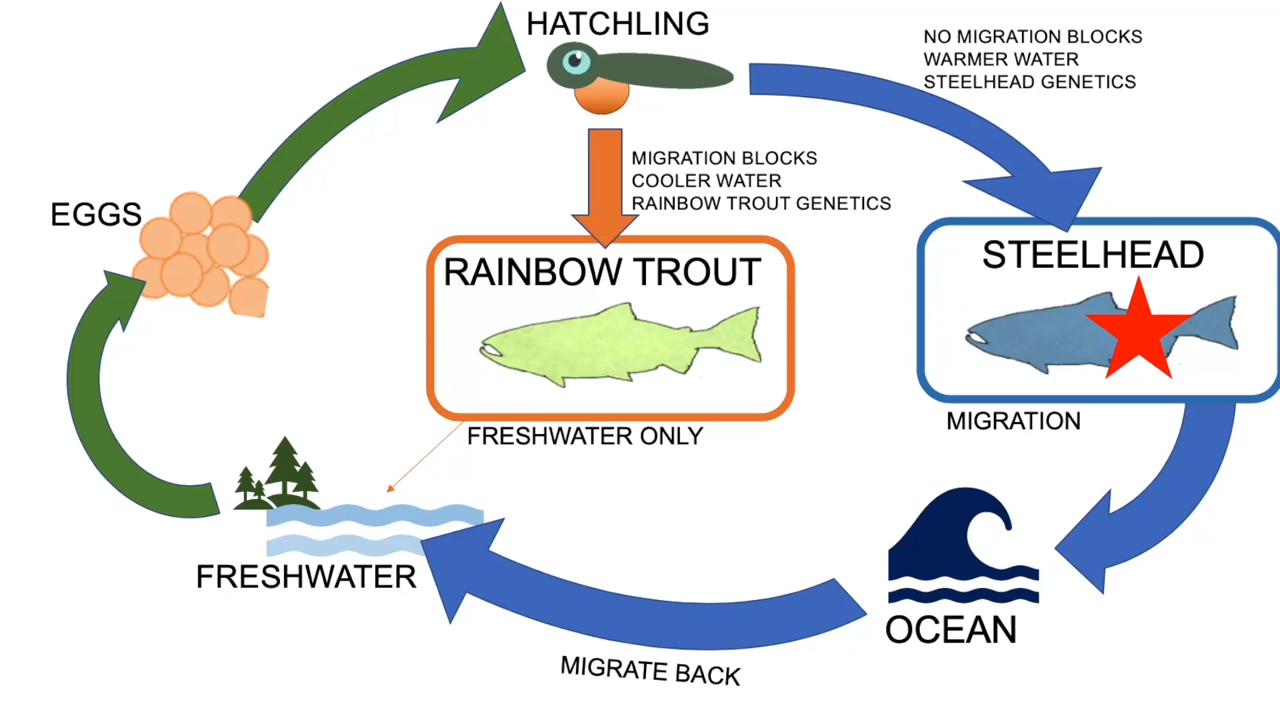 HATCHLING
NO MIGRATION BLOCKS
WARMER WATER
STEELHEAD GENETICS
MIGRATION BLOCKS
COOLER WATER
RAINBOW TROUT GENETICS
EGGS
RAINBOW TROUT
STEELHEAD
FRESHWATER ONLY
MIGRATION
FRESHWATER
OCEAN
MIGRATE BACK